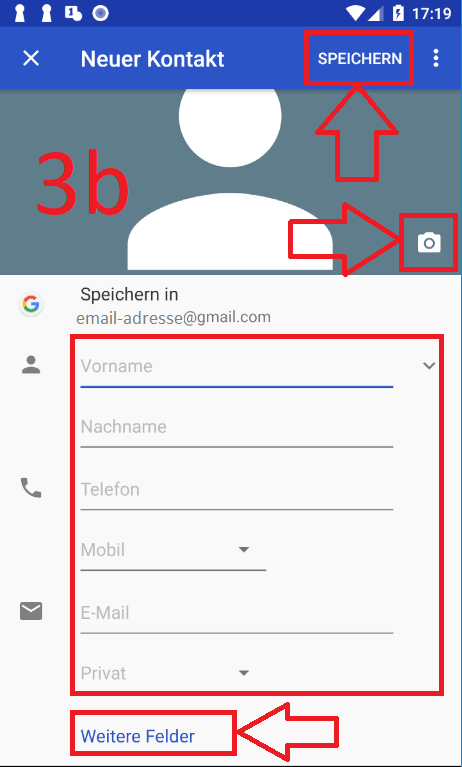 17:19
Neuer Kontakt
SPEICHERN
3b
Speichern in
email-adresse@gmail.com
Vorname
Nachname
Telefon
Mobil
E-Mail
Privat
Weitere Felder